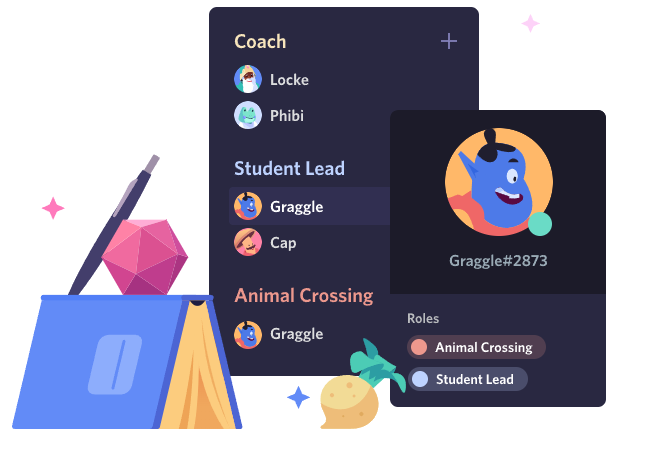 Coach
Locke
Phibi
Student Lead
Graggle
Cap
Animal Crossing
Graggle
Graggle#2873
Roles
Animal Crossing
Student Lead